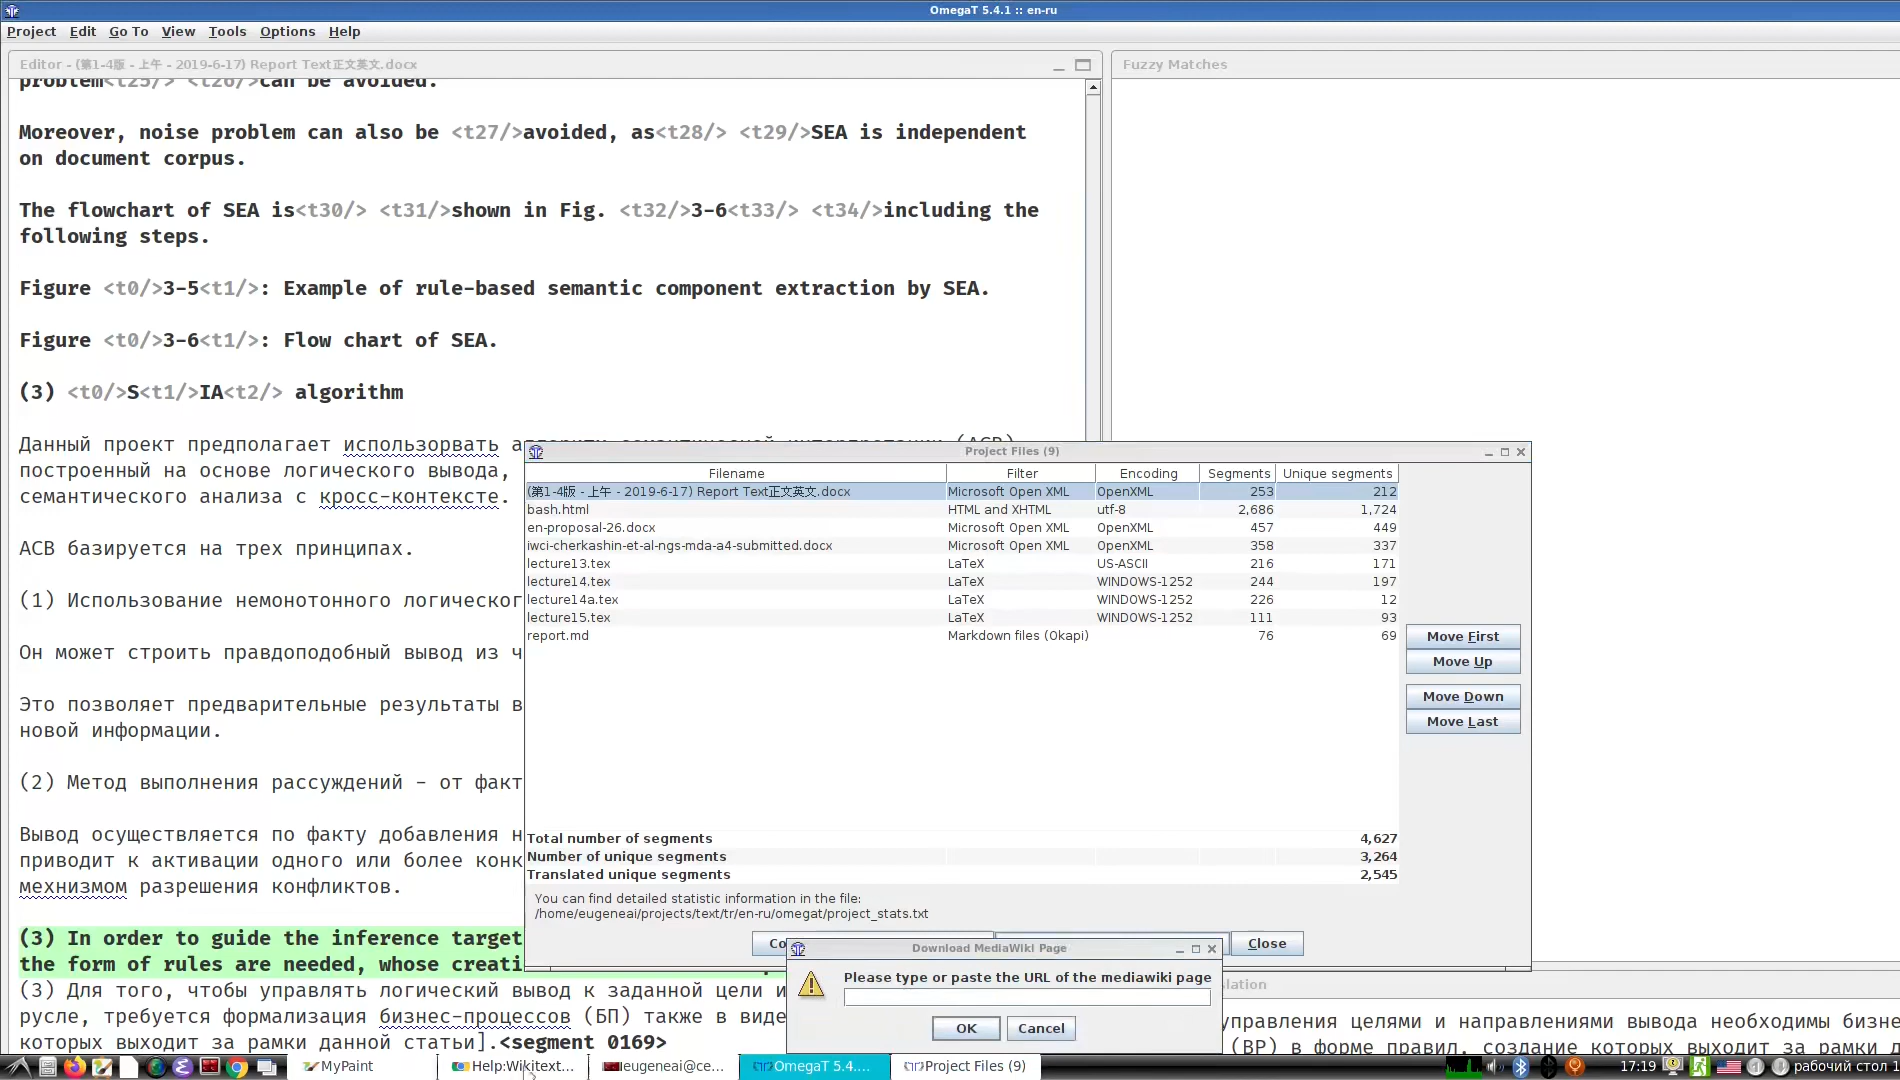 OmegaT 5.4.1 :: en-ru
Project Edit Go To View Tools Options Help
Editor - (第1-4版 - 上午 - 2019-6-17) Report Text正文英文.docx
Fuzzy Matches
problem<t25/> <t26/>can be avoided.
Moreover, noise problem can also be <t27/>avoided, as<t28/> <t29/>SEA is independent
on document corpus.
The flowchart of SEA is<t30/> <t31/>shown in Fig. <t32/>3-6<t33/> <t34/>including the
following steps.
Figure <t0/>3-5<t1/>: Example of rule-based semantic component extraction by SEA.
Figure <t0/>3-6<t1/>: Flow chart of SEA.
(3) <t0/>S<t1/>IA<t2/> algorithm
Данный проект предполагает использорвать алгоритм семантической интерпретации (АСВ)
построенный на основе логического вывода,
семантического анализа с кросс-контексте.
АСВ базируется на трех принципах.
(1) Использование немонотонного логическог
Он может строить правдоподобный вывод из ч
Это позволяет предварительные результаты в
новой информации.
(2) Метод выполнения рассуждений - от факт
Вывод осуществляется по факту добавления н
приводит к активации одного или более конк
мехнизмом разрешения конфликтов.
(3) In order to guide the inference target
the form of rules are needed, whose creati
(3) Для того, чтобы управлять логический вывод к заданной цели и
русле, требуется формализация бизнес-процессов (БП) также в виде
которых выходит за рамки данной статьи].<segment 0169>
Project Files (9)
Filename Filter Encoding Segments Unique segments
(第1-4版 - 上午 - 2019-6-17) Report Text正文英文.docx Microsoft Open XML OpenXML 253 212
bash.html HTML and XHTML utf-8 2,686 1,724
en-proposal-26.docx Microsoft Open XML OpenXML 457 449
iwci-cherkashin-et-al-ngs-mda-a4-submitted.docx Microsoft Open XML OpenXML 358 337
lecture13.tex LaTeX US-ASCII 216 171
lecture14.tex LaTeX WINDOWS-1252 244 197
lecture14a.tex LaTeX WINDOWS-1252 226 12
lecture15.tex LaTeX WINDOWS-1252 111 93
report.md Markdown files (Okapi) 76 69
Move First
Move Up
Move Down
Move Last
Total number of segments 4,627
Number of unique segments 3,264
Translated unique segments 2,545
You can find detailed statistic information in the file:
/home/eugeneai/projects/text/tr/en-ru/omegat/project_stats.txt
Co Close
Download MediaWiki Page
Please type or paste the URL of the mediawiki page
OK Cancel
lation
управления целями и направлениями вывода необходимы бизне
(BP) в форме правил, создание которых выходит за рамки д
MyPaint Help:Wikitext... eugeneai@ce... OmegaT 5.4.... Project Files (9) 17:19 рабочий стол 1